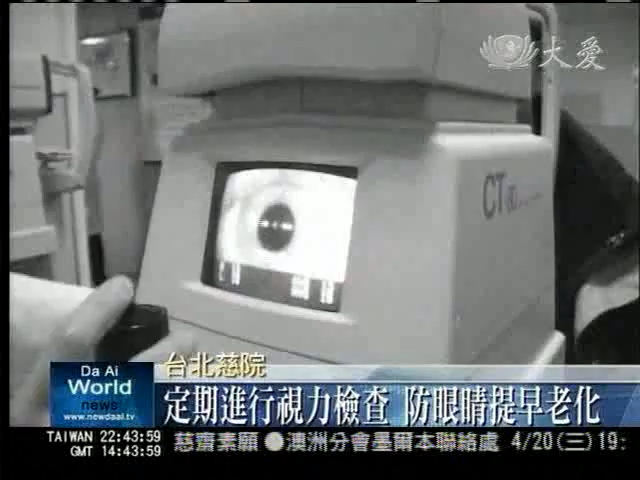 大愛
CT
台北慈院
Da Ai
World
news
www.newdaai.tv
定期進行視力檢查 防眼睛提早老化
TAIWAN 22:43:59
GMT 14:43:59
慈齋素願 ●澳洲分會墨爾本聯絡處 4/20(三)19: